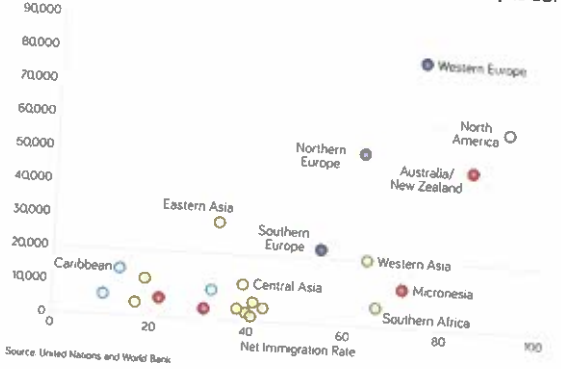 90,000
80,000
70,000
60,000
50,000
40,000
30,000
20,000
10,000
0
Western Europe
North
America
Northern
Europe
Australia/
New Zealand
Eastern Asia
Southern
Europe
Caribbean
Western Asia
Central Asia
Micronesia
Southern Africa
0
20
40
60
80
100
Net Immigration Rate
Source: United Nations and World Bank